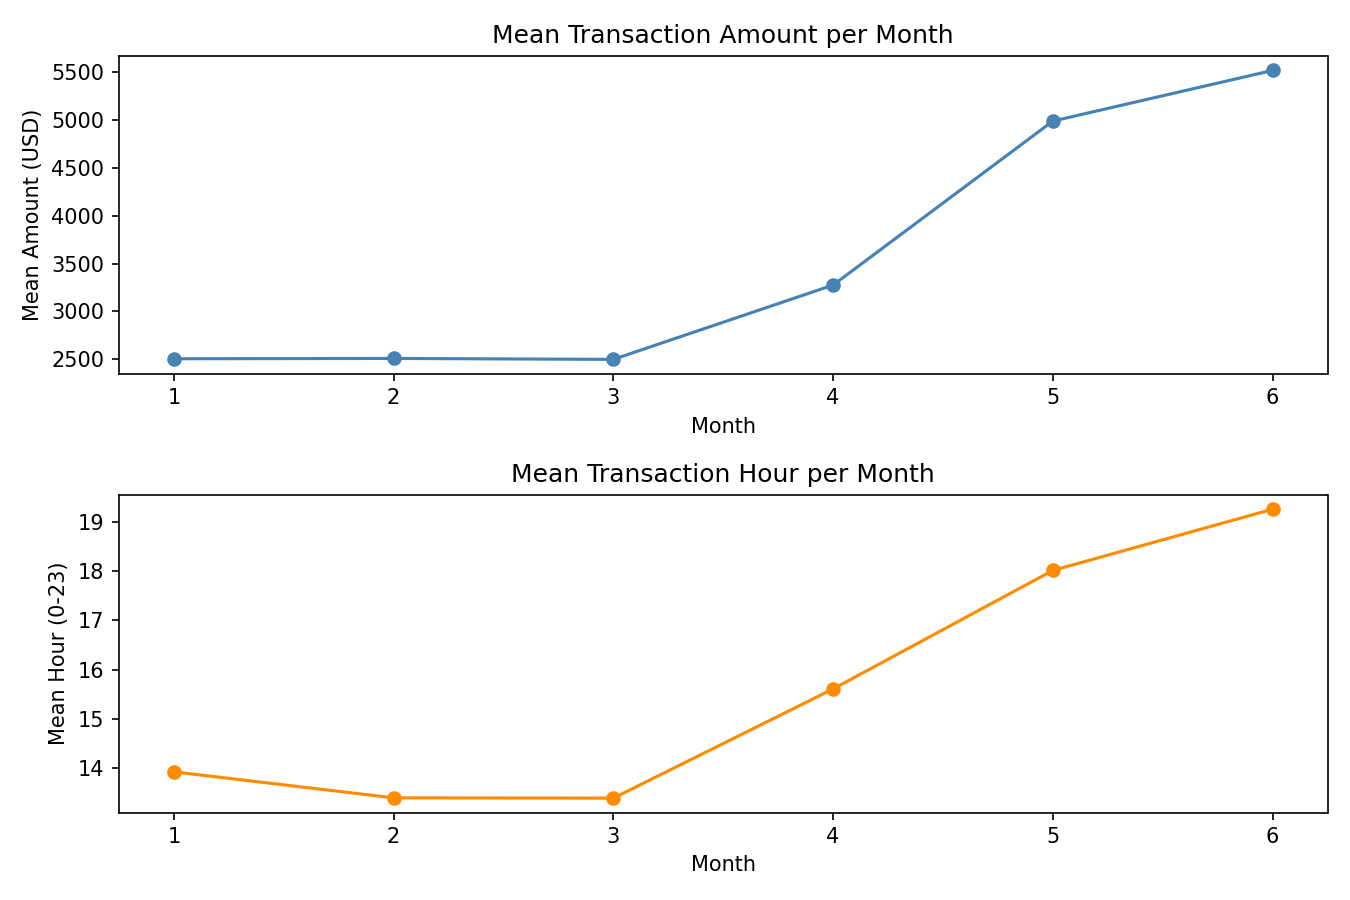 Mean Transaction Amount per Month
Mean Amount (USD)
5500
5000
4500
4000
3500
3000
2500
1 2 3 4 5 6
Month
Mean Transaction Hour per Month
Mean Hour (0-23)
19
18
17
16
15
14
1 2 3 4 5 6
Month